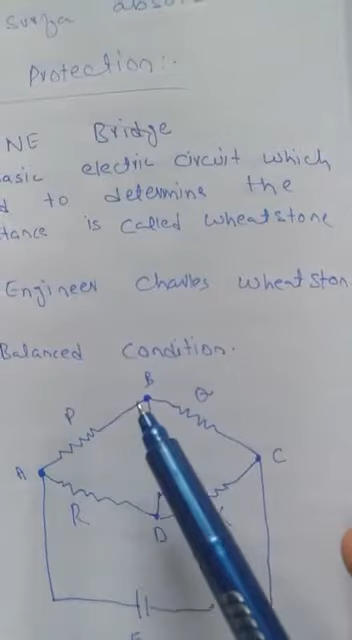 surga
Protection:-
NE Bridge
asic electric circuit which
d to determine the
tance is called wheatstone
Engineer Charles wheatston
Balanced Condition.
B
P Q
A C
R
D
E